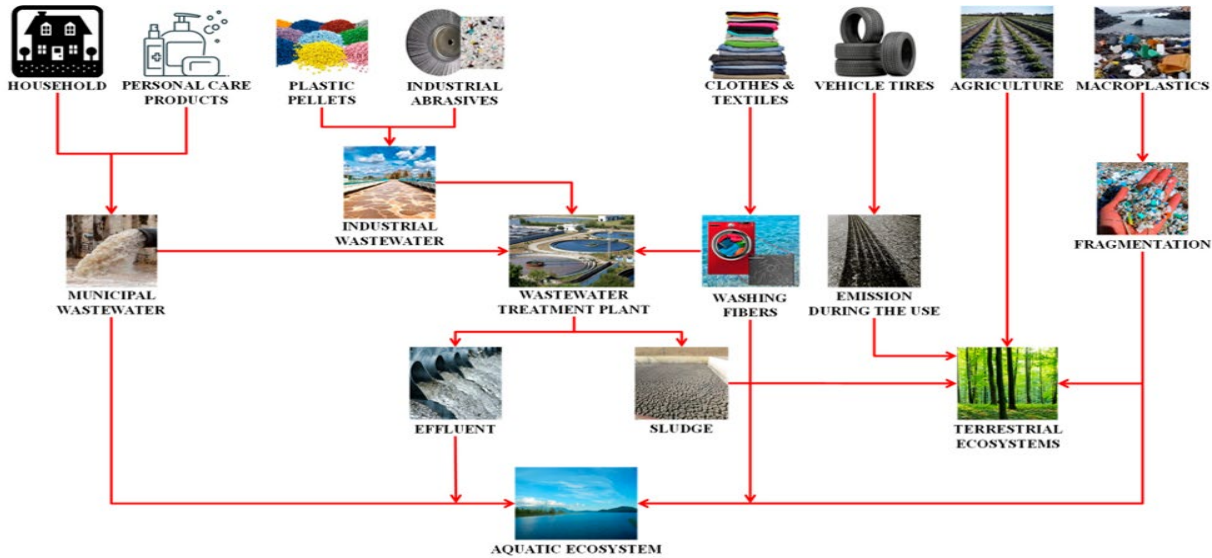 HOUSEHOLD
PERSONAL CARE
PRODUCTS
PLASTIC
PELLETS
INDUSTRIAL
ABRASIVES
CLOTHES &
TEXTILES
VEHICLE TIRES
AGRICULTURE
MACROPLASTICS
INDUSTRIAL
WASTEWATER
FRAGMENTATION
MUNICIPAL
WASTEWATER
WASTEWATER
TREATMENT PLANT
WASHING
FIBERS
EMISSION
DURING THE USE
EFFLUENT
SLUDGE
TERRESTRIAL
ECOSYSTEMS
AQUATIC ECOSYSTEM